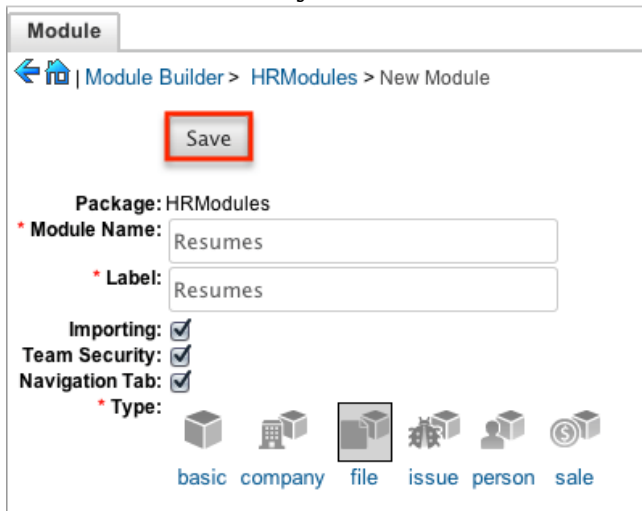 Module
| Module Builder > HRModules > New Module
Save
Package: HRModules
* Module Name: Resumes
* Label: Resumes
Importing:
Team Security:
Navigation Tab:
* Type:
basic company file issue person sale